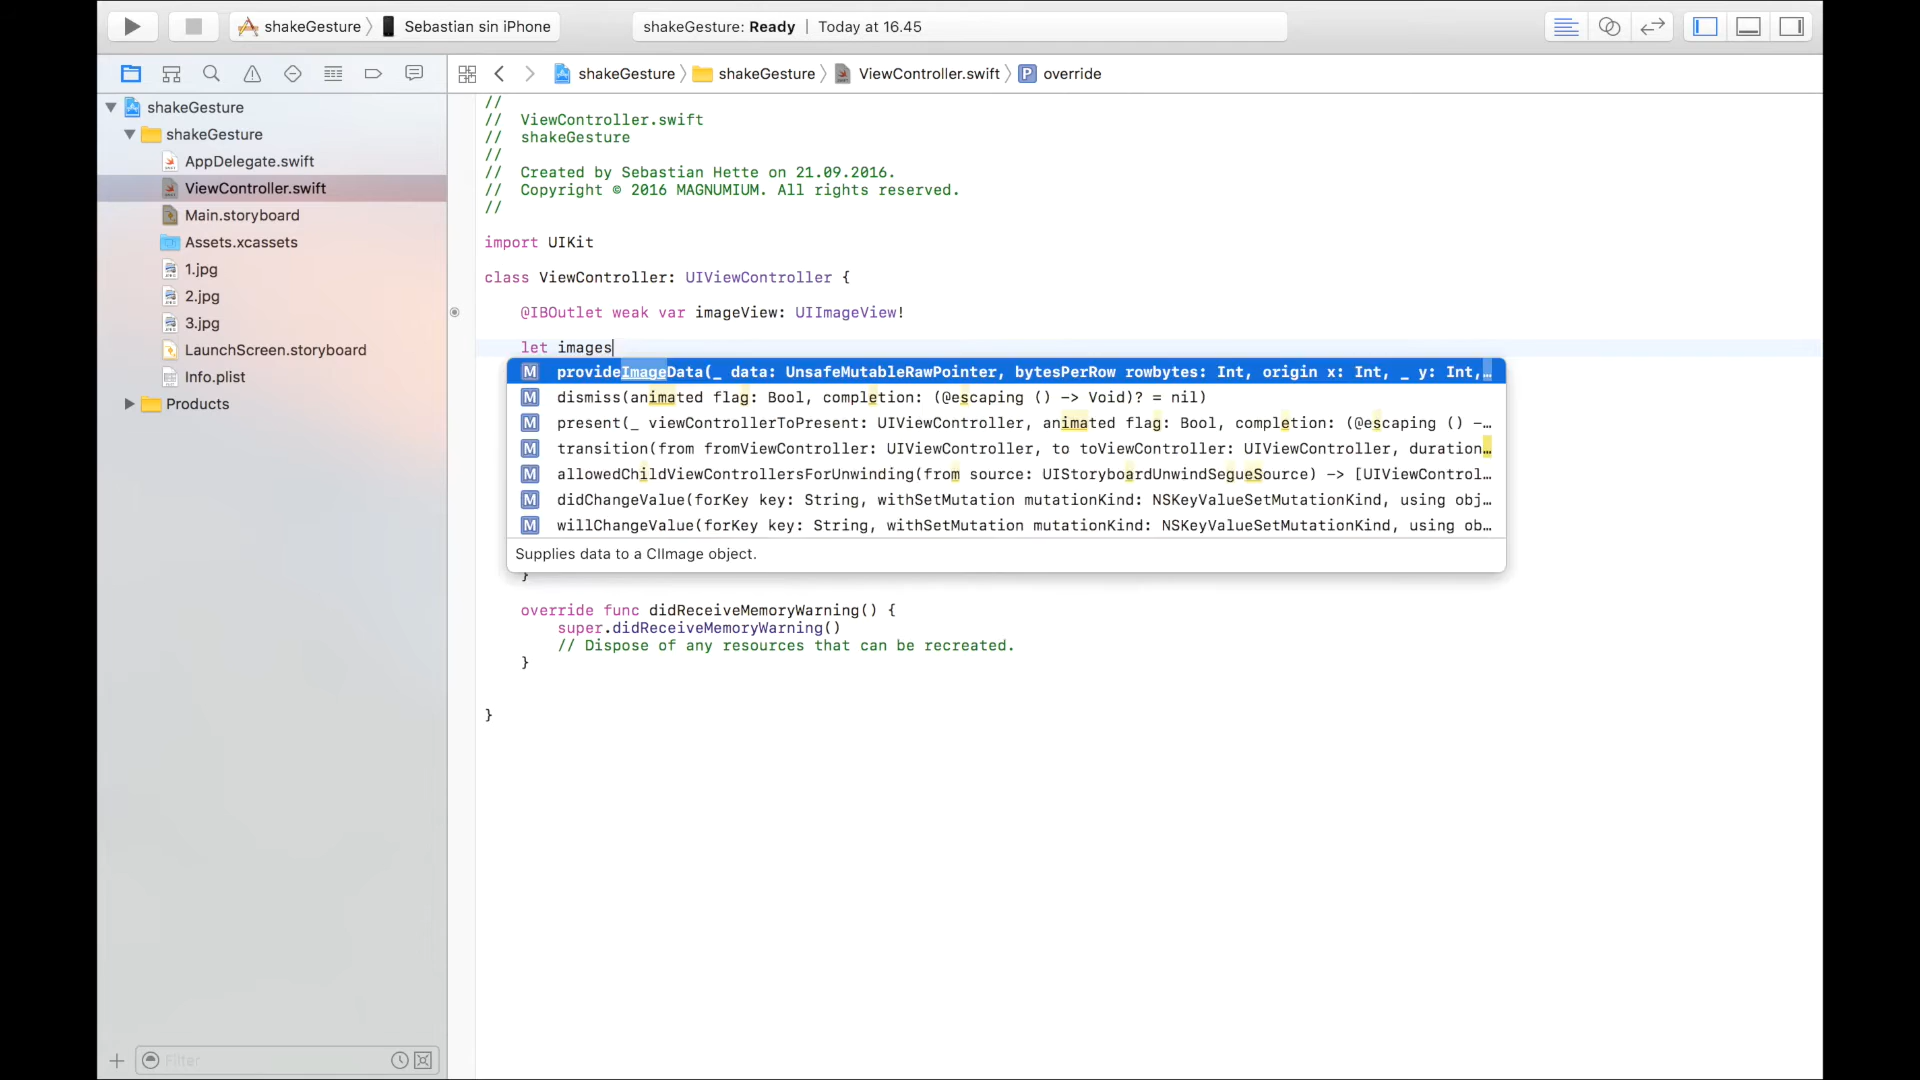 shakeGesture 〉 Sebastian sin iPhone
shakeGesture: Ready | Today at 16.45
shakeGesture 〉 shakeGesture 〉 ViewController.swift 〉 P override
shakeGesture
shakeGesture
AppDelegate.swift
ViewController.swift
Main.storyboard
Assets.xcassets
1.jpg
2.jpg
3.jpg
LaunchScreen.storyboard
Info.plist
Products
Filter
//
//  ViewController.swift
//  shakeGesture
//
//  Created by Sebastian Hette on 21.09.2016.
//  Copyright © 2016 MAGNUMIUM. All rights reserved.
//
import UIKit
class ViewController: UIViewController {
@IBOutlet weak var imageView: UIImageView!
let images
M provideImageData(_ data: UnsafeMutableRawPointer, bytesPerRow rowbytes: Int, origin x: Int, _ y: Int,…
M dismiss(animated flag: Bool, completion: (@escaping () -> Void)? = nil)
M present(_ viewControllerToPresent: UIViewController, animated flag: Bool, completion: (@escaping () -…
M transition(from fromViewController: UIViewController, to toViewController: UIViewController, duration…
M allowedChildViewControllersForUnwinding(from source: UIStoryboardUnwindSegueSource) -> [UIViewControl…
M didChangeValue(forKey key: String, withSetMutation mutationKind: NSKeyValueSetMutationKind, using obj…
M willChangeValue(forKey key: String, withSetMutation mutationKind: NSKeyValueSetMutationKind, using ob…
Supplies data to a CIImage object.
}
override func didReceiveMemoryWarning() {
super.didReceiveMemoryWarning()
// Dispose of any resources that can be recreated.
}
}